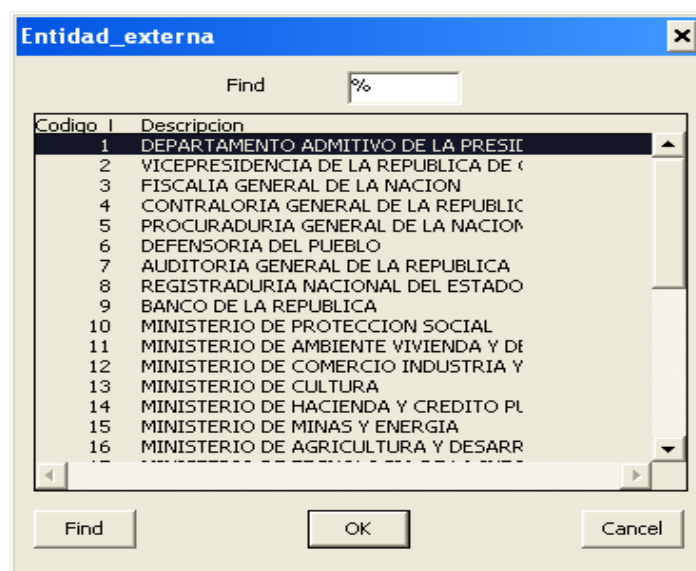 Entidad_externa
Find %
Codigo I Descripcion
1 DEPARTAMENTO ADMITIVO DE LA PRESID
2 VICEPRESIDENCIA DE LA REPUBLICA DE
3 FISCALIA GENERAL DE LA NACION
4 CONTRALORIA GENERAL DE LA REPUBLIC
5 PROCURADURIA GENERAL DE LA NACION
6 DEFENSORIA DEL PUEBLO
7 AUDITORIA GENERAL DE LA REPUBLICA
8 REGISTRADURIA NACIONAL DEL ESTADO
9 BANCO DE LA REPUBLICA
10 MINISTERIO DE PROTECCION SOCIAL
11 MINISTERIO DE AMBIENTE VIVIENDA Y DE
12 MINISTERIO DE COMERCIO INDUSTRIA Y
13 MINISTERIO DE CULTURA
14 MINISTERIO DE HACIENDA Y CREDITO PU
15 MINISTERIO DE MINAS Y ENERGIA
16 MINISTERIO DE AGRICULTURA Y DESARR
Find OK Cancel